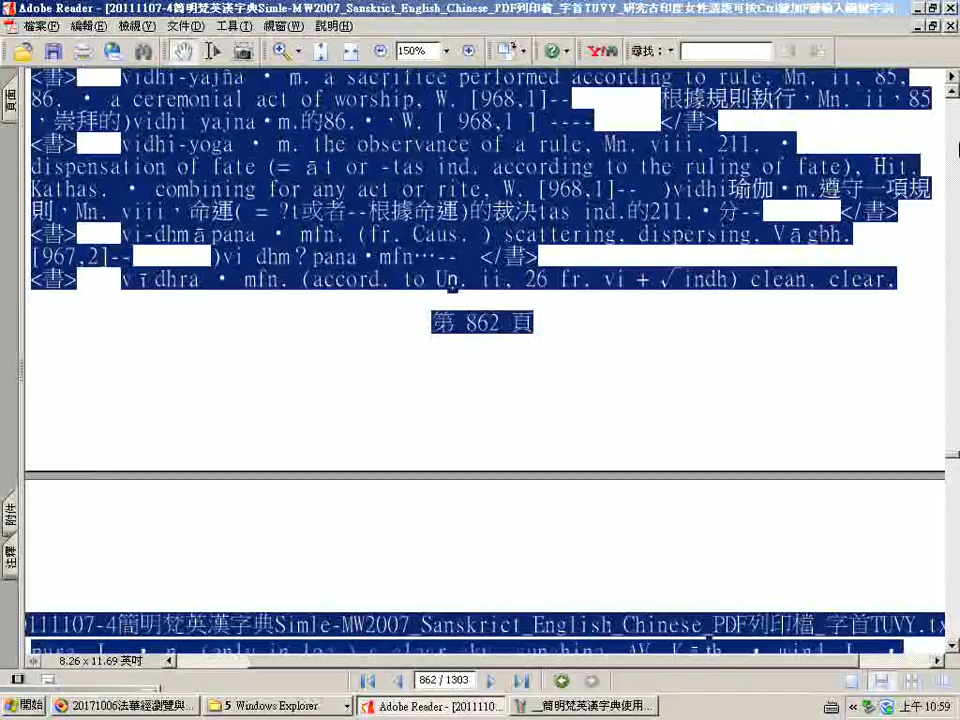 Adobe Reader - [20111107-4簡明梵英漢字典Simle-MW2007_Sanskrict_English_Chinese_PDF列印檔_字首TUVY_研究古印度女性議題可按Ctrl鍵加F鍵輸入關鍵字詞
檔案(F) 編輯(E) 檢視(V) 文件(D) 工具(T) 視窗(W) 說明(H)
150% 尋找:
頁面
<書> vidhi-yajña • m. a sacrifice performed according to rule, Mn. ii, 85,
86. • a ceremonial act of worship, W. [968,1]-- 根據規則執行,Mn. ii,85
,崇拜的)vidhi yajna•m.的86.•,W. [ 968,1 ] ---- </書>
<書> vidhi-yoga • m. the observance of a rule, Mn. viii, 211. •
dispensation of fate (= āt or -tas ind. according to the ruling of fate), Hit.
Kathas. • combining for any act or rite, W. [968,1]-- )vidhi瑜伽•m.遵守一項規
則,Mn. viii,命運( = ?t或者--根據命運)的裁決tas ind.的211.•分-- </書>
<書> vi-dhmāpana • mfn. (fr. Caus. ) scattering, dispersing, Vāgbh.
[967,2]-- )vi dhm?pana•mfn…-- </書>
<書> vīdhra • mfn. (accord. to Uṇ. ii, 26 fr. vi + √indh) clean, clear,
第 862 頁
附件
注釋
111107-4簡明梵英漢字典Simle-MW2007_Sanskrict_English_Chinese_PDF列印檔_字首TUVY.tx
8.26 x 11.69 英吋
862 / 1303
開始 20171006法華經瀏覽與... 5 Windows Explorer Adobe Reader - [2011110... __簡明梵英漢字典使用... 上午 10:59